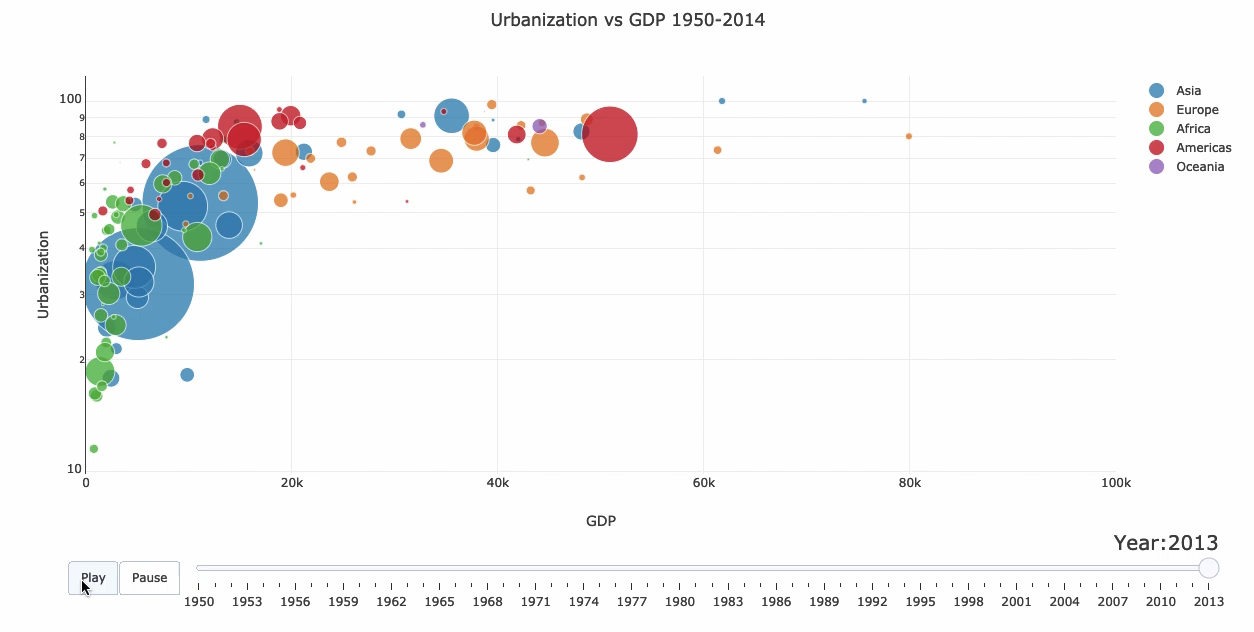 Urbanization vs GDP 1950-2014
Asia
Europe
Africa
Americas
Oceania
100
9
8
7
6
5
4
3
2
10
Urbanization
0 20k 40k 60k 80k 100k
GDP
Year:2013
Play Pause
1950 1953 1956 1959 1962 1965 1968 1971 1974 1977 1980 1983 1986 1989 1992 1995 1998 2001 2004 2007 2010 2013